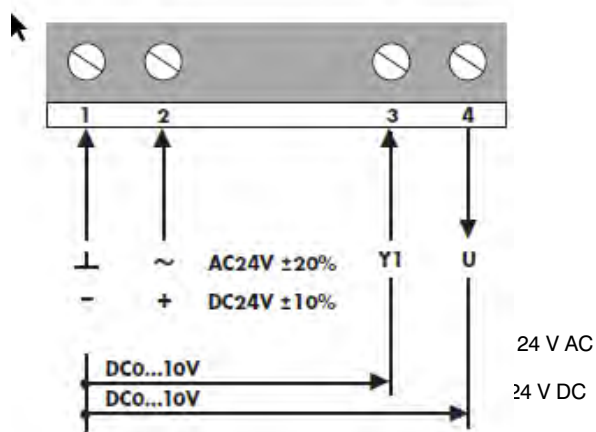 1 2 3 4
⊥ ~ AC24V ±20% Y1 U
- + DC24V ±10%
24 V AC
DC0...10V
24 V DC
DC0...10V